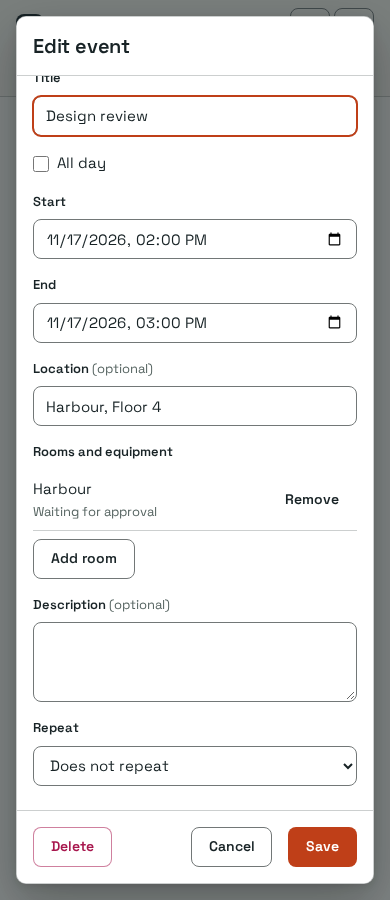 Edit event
Title
Design review
All day
Start
11/17/2026, 02:00 PM
End
11/17/2026, 03:00 PM
Location (optional)
Harbour, Floor 4
Rooms and equipment
Harbour
Remove
Waiting for approval
Add room
Description (optional)
Repeat
Does not repeat
Delete
Cancel
Save